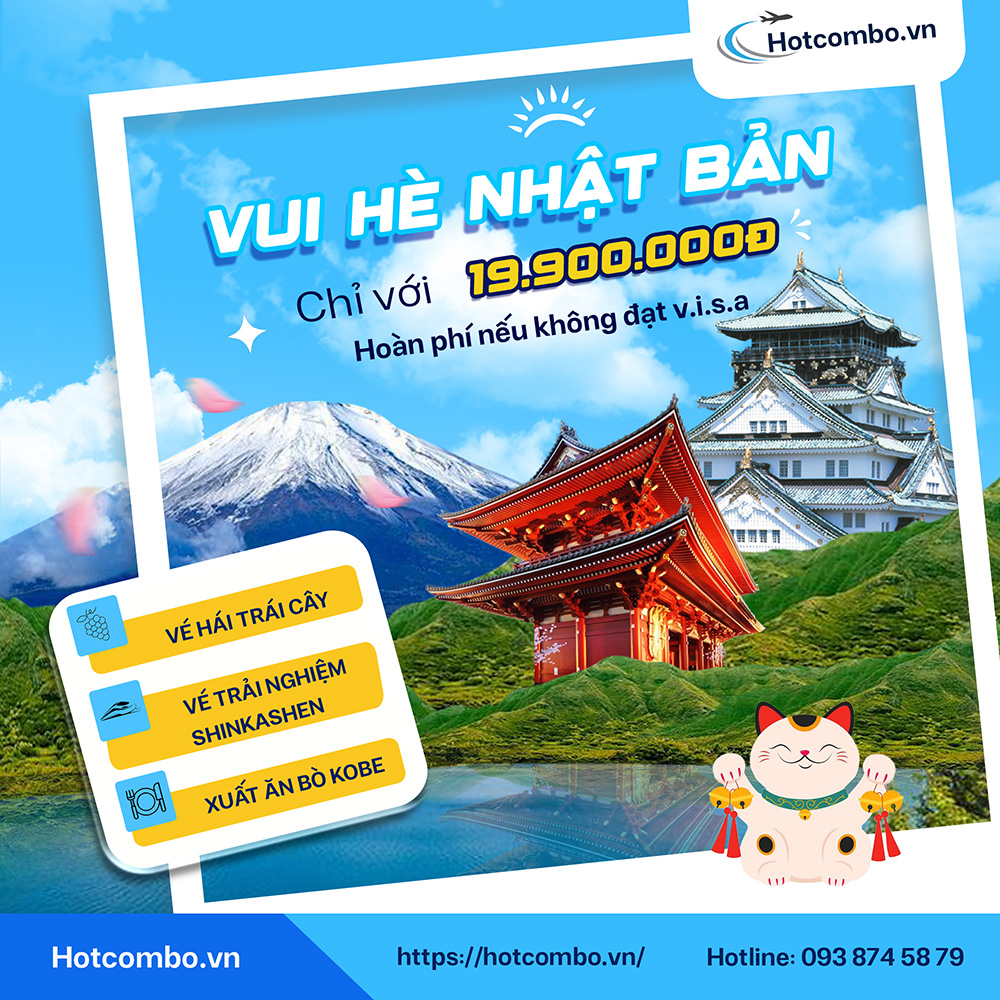 Hotcombo.vn
VUI HÈ NHẬT BẢN
Chỉ với 19.900.000Đ
Hoàn phí nếu không đạt v.i.s.a
VÉ HÁI TRÁI CÂY
VÉ TRẢI NGHIỆM
SHINKASHEN
XUẤT ĂN BÒ KOBE
Hotcombo.vn
https://hotcombo.vn/
Hotline: 093 874 58 79